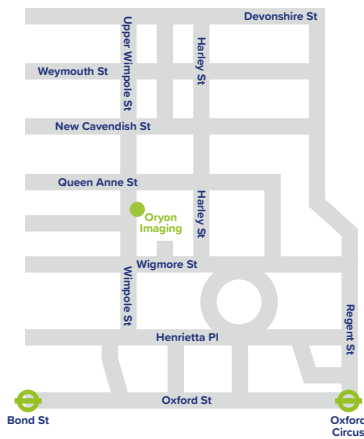 Devonshire St
Upper Wimpole St
Harley St
Weymouth St
New Cavendish St
Queen Anne St
Harley St
Oryon
Imaging
Wigmore St
Wimpole St
Regent St
Henrietta Pl
Oxford St
Bond St
Oxford
Circus